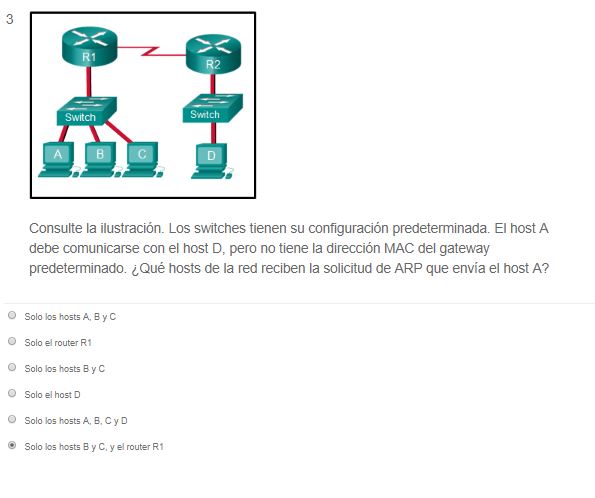 3
R1
R2
Switch
Switch
A B C D
Consulte la ilustración. Los switches tienen su configuración predeterminada. El host A
debe comunicarse con el host D, pero no tiene la dirección MAC del gateway
predeterminado. ¿Qué hosts de la red reciben la solicitud de ARP que envía el host A?
Solo los hosts A, B y C
Solo el router R1
Solo los hosts B y C
Solo el host D
Solo los hosts A, B, C y D
Solo los hosts B y C, y el router R1